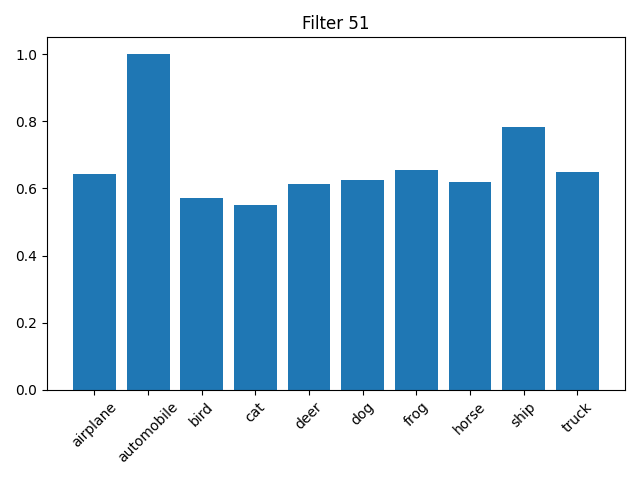 Filter 51
1.0
0.8
0.6
0.4
0.2
0.0
airplane
automobile
bird
cat
deer
dog
frog
horse
ship
truck